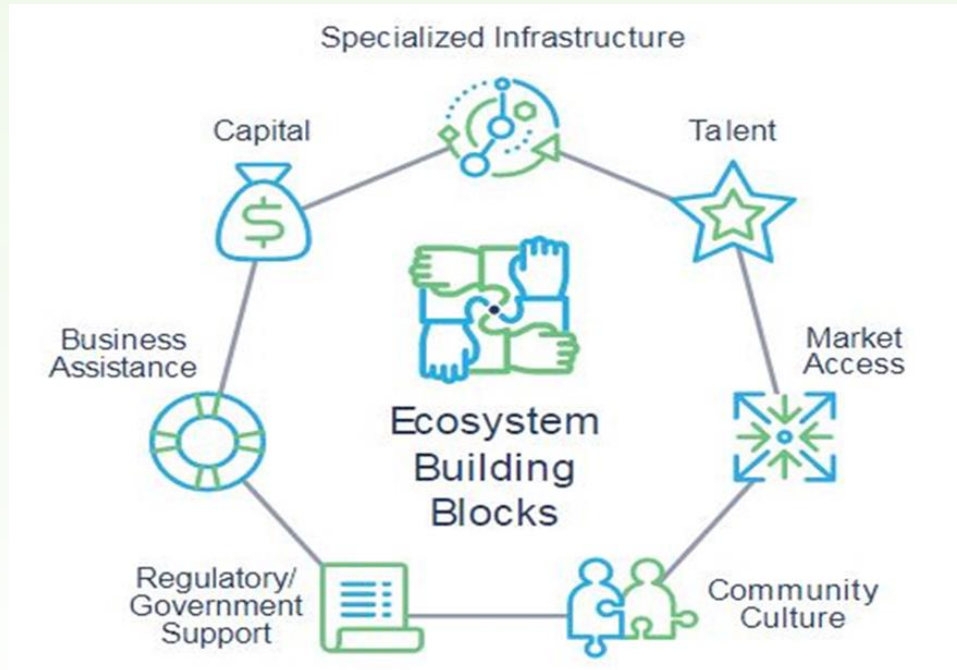 Specialized Infrastructure
Capital
Talent
$
Business
Assistance
Market
Access
Ecosystem
Building
Blocks
Regulatory/
Government
Support
Community
Culture